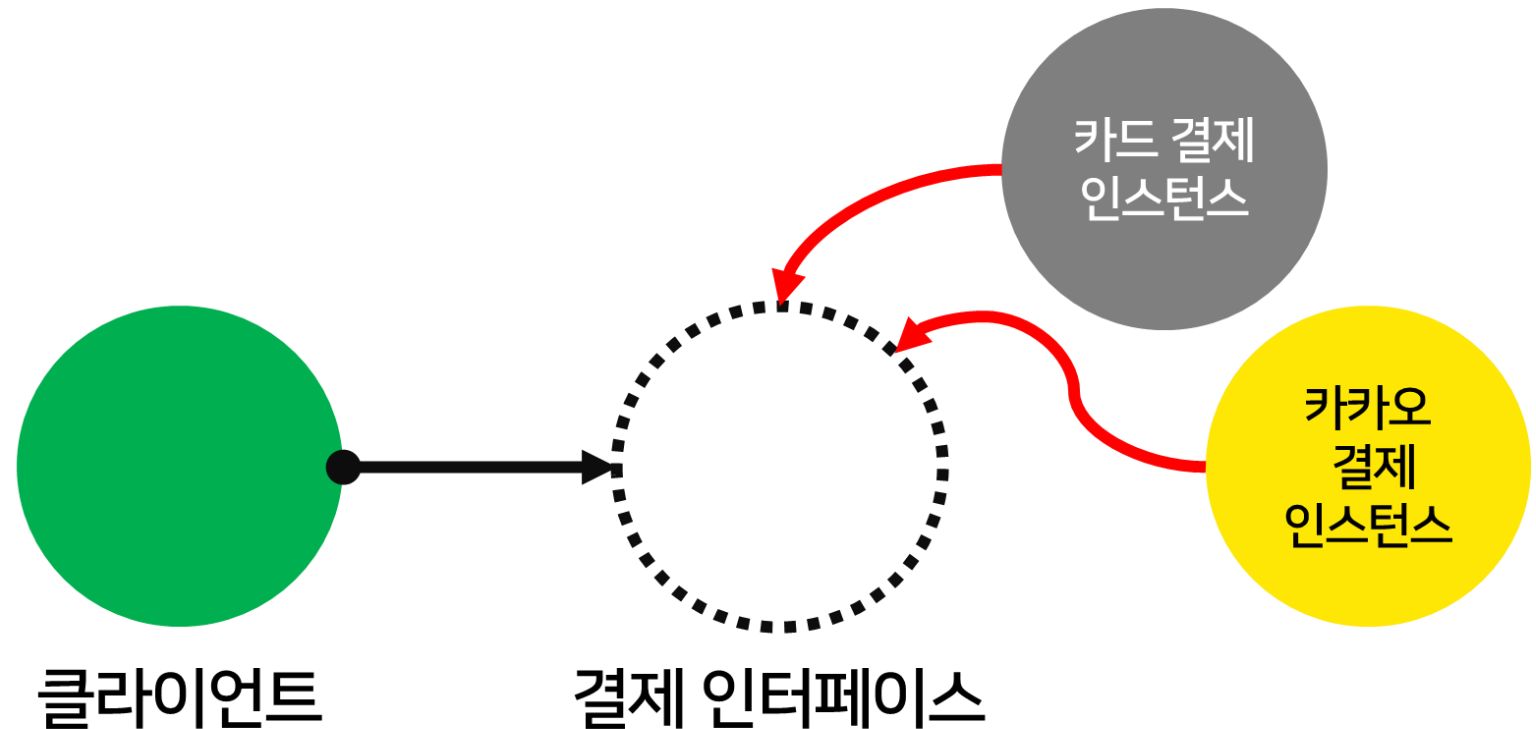 카드 결제
인스턴스
카카오
결제
인스턴스
클라이언트
결제 인터페이스